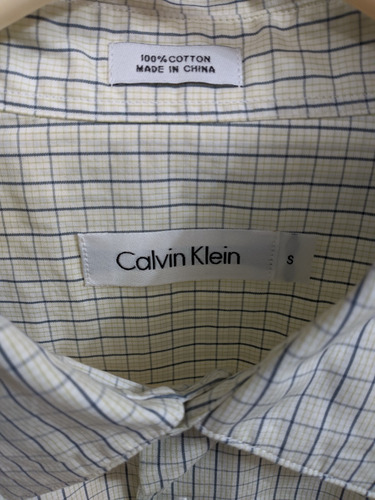 100% COTTON
MADE IN CHINA
Calvin Klein
S